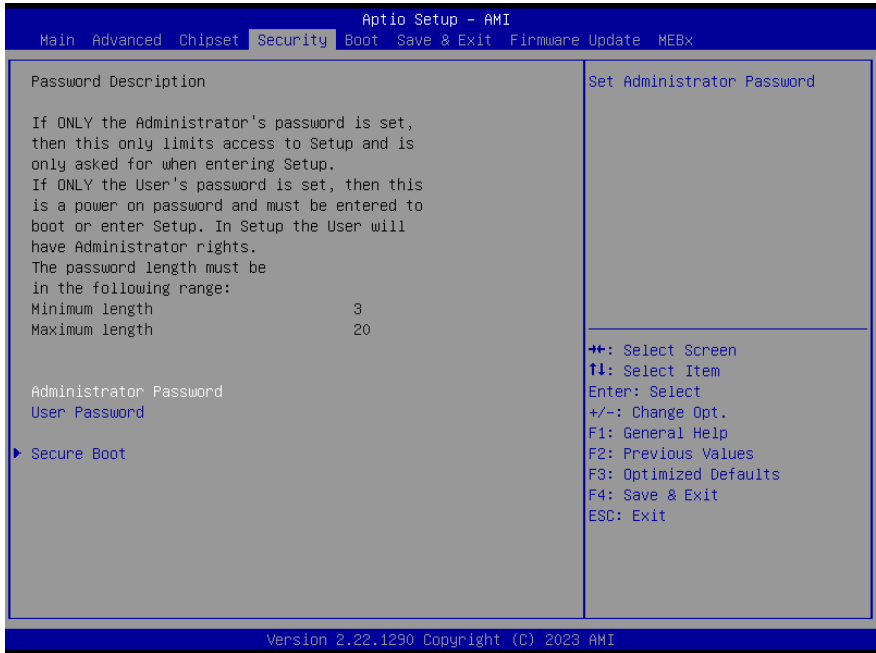 Aptio Setup – AMI
Main Advanced Chipset Security Boot Save & Exit Firmware Update MEBx
Password Description
If ONLY the Administrator's password is set,
then this only limits access to Setup and is
only asked for when entering Setup.
If ONLY the User's password is set, then this
is a power on password and must be entered to
boot or enter Setup. In Setup the User will
have Administrator rights.
The password length must be
in the following range:
Minimum length 3
Maximum length 20
Administrator Password
User Password
Secure Boot
Set Administrator Password
→←: Select Screen
↑↓: Select Item
Enter: Select
+/-: Change Opt.
F1: General Help
F2: Previous Values
F3: Optimized Defaults
F4: Save & Exit
ESC: Exit
Version 2.22.1290 Copyright (C) 2023 AMI